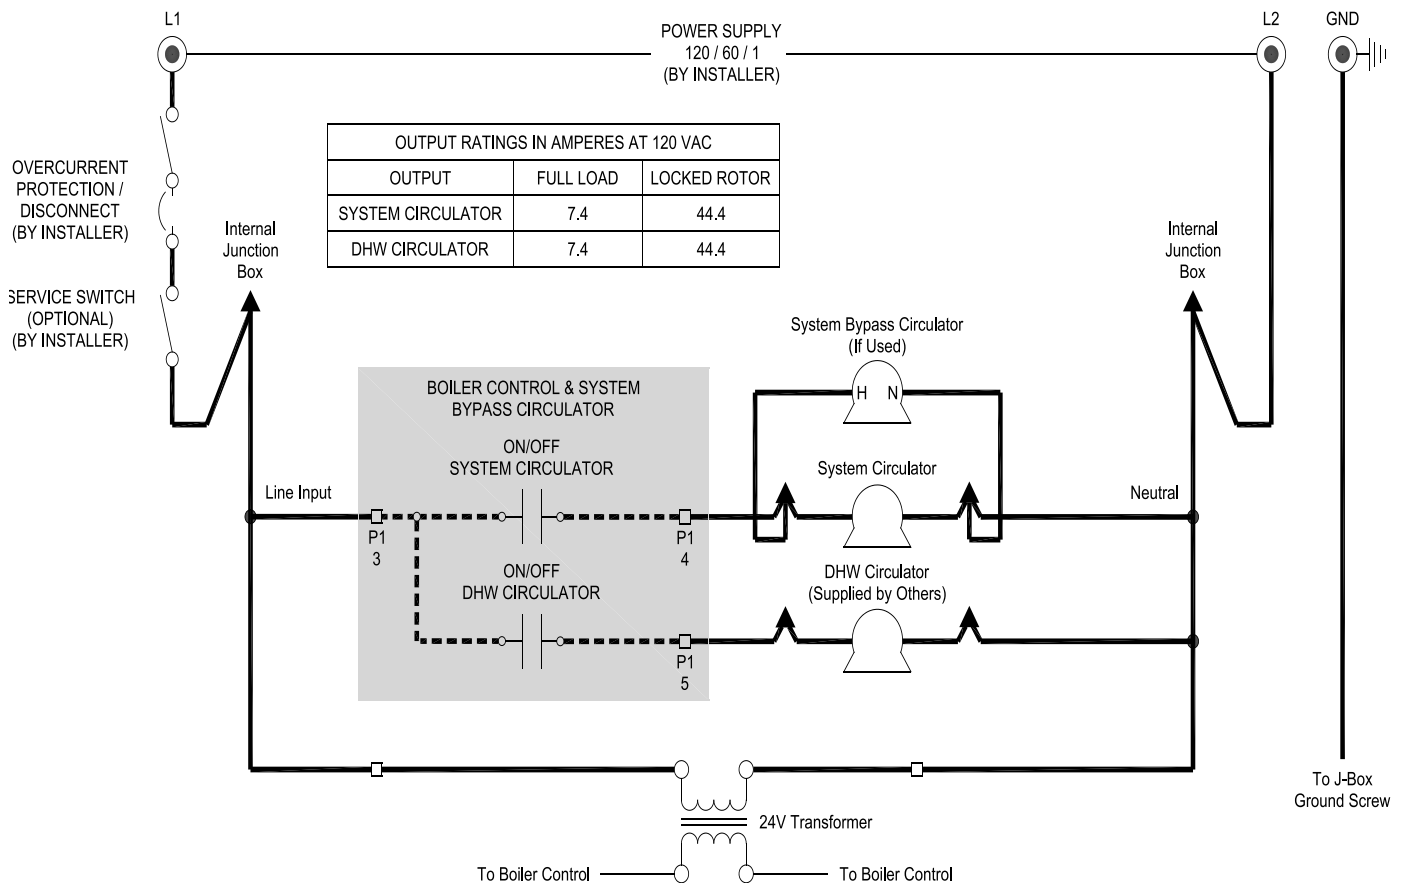 L1
POWER SUPPLY
120 / 60 / 1
(BY INSTALLER)
L2
GND
OVERCURRENT
PROTECTION /
DISCONNECT
(BY INSTALLER)
OUTPUT RATINGS IN AMPERES AT 120 VAC
OUTPUT FULL LOAD LOCKED ROTOR
SYSTEM CIRCULATOR 7.4 44.4
DHW CIRCULATOR 7.4 44.4
Internal
Junction
Box
Internal
Junction
Box
SERVICE SWITCH
(OPTIONAL)
(BY INSTALLER)
System Bypass Circulator
(If Used)
H N
BOILER CONTROL & SYSTEM
BYPASS CIRCULATOR
ON/OFF
SYSTEM CIRCULATOR
System Circulator
Line Input
Neutral
P1
3
P1
4
ON/OFF
DHW CIRCULATOR
DHW Circulator
(Supplied by Others)
P1
5
To J-Box
Ground Screw
24V Transformer
To Boiler Control
To Boiler Control